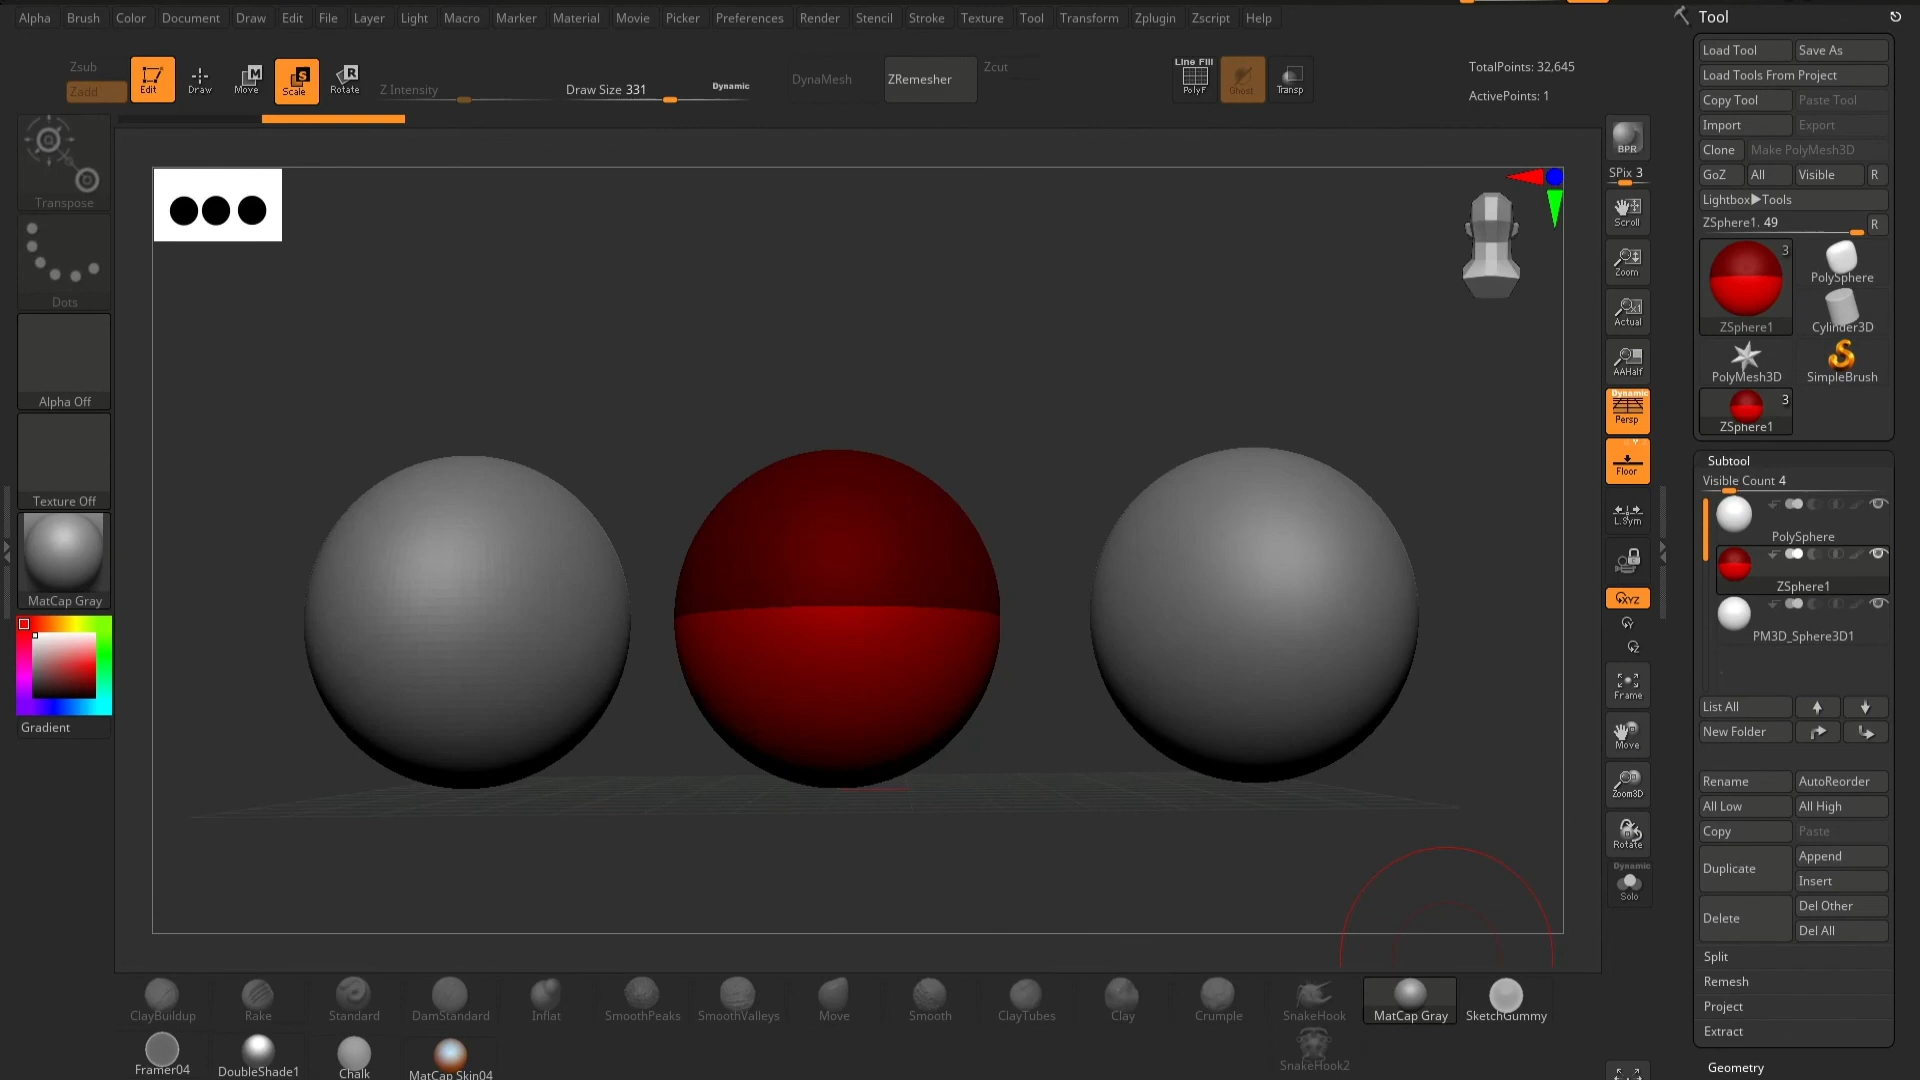 Alpha Brush Color Document Draw Edit File Layer Light Macro Marker Material Movie Picker Preferences Render Stencil Stroke Texture Tool Transform Zplugin Zscript Help
Tool
Zsub
Zadd
Edit
Draw
Move
M
Scale
S
Rotate
R
Z Intensity
Draw Size 331
Dynamic
DynaMesh
ZRemesher
Zcut
Line Fill
PolyF
Ghost
Transp
TotalPoints: 32,645
ActivePoints: 1
Load Tool
Save As
Load Tools From Project
Copy Tool
Paste Tool
Import
Export
Clone
Make PolyMesh3D
GoZ
All
Visible
R
Lightbox▶Tools
ZSphere1. 49
R
3
ZSphere1
PolySphere
Cylinder3D
PolyMesh3D
SimpleBrush
3
ZSphere1
Subtool
Visible Count 4
PolySphere
ZSphere1
PM3D_Sphere3D1
List All
New Folder
Rename
AutoReorder
All Low
All High
Copy
Paste
Duplicate
Append
Insert
Delete
Del Other
Del All
Split
Remesh
Project
Extract
Geometry
Transpose
Dots
Alpha Off
Texture Off
MatCap Gray
Gradient
BPR
SPix 3
Scroll
Zoom
Actual
AAHalf
Dynamic
Persp
Floor
L.Sym
XYZ
Y
Z
Frame
Move
Zoom3D
Rotate
Dynamic
Solo
ClayBuildup
Rake
Standard
DamStandard
Inflat
SmoothPeaks
SmoothValleys
Move
Smooth
ClayTubes
Clay
Crumple
SnakeHook
MatCap Gray
SketchGummy
Framer04
DoubleShade1
Chalk
MatCap Skin04
SnakeHook2